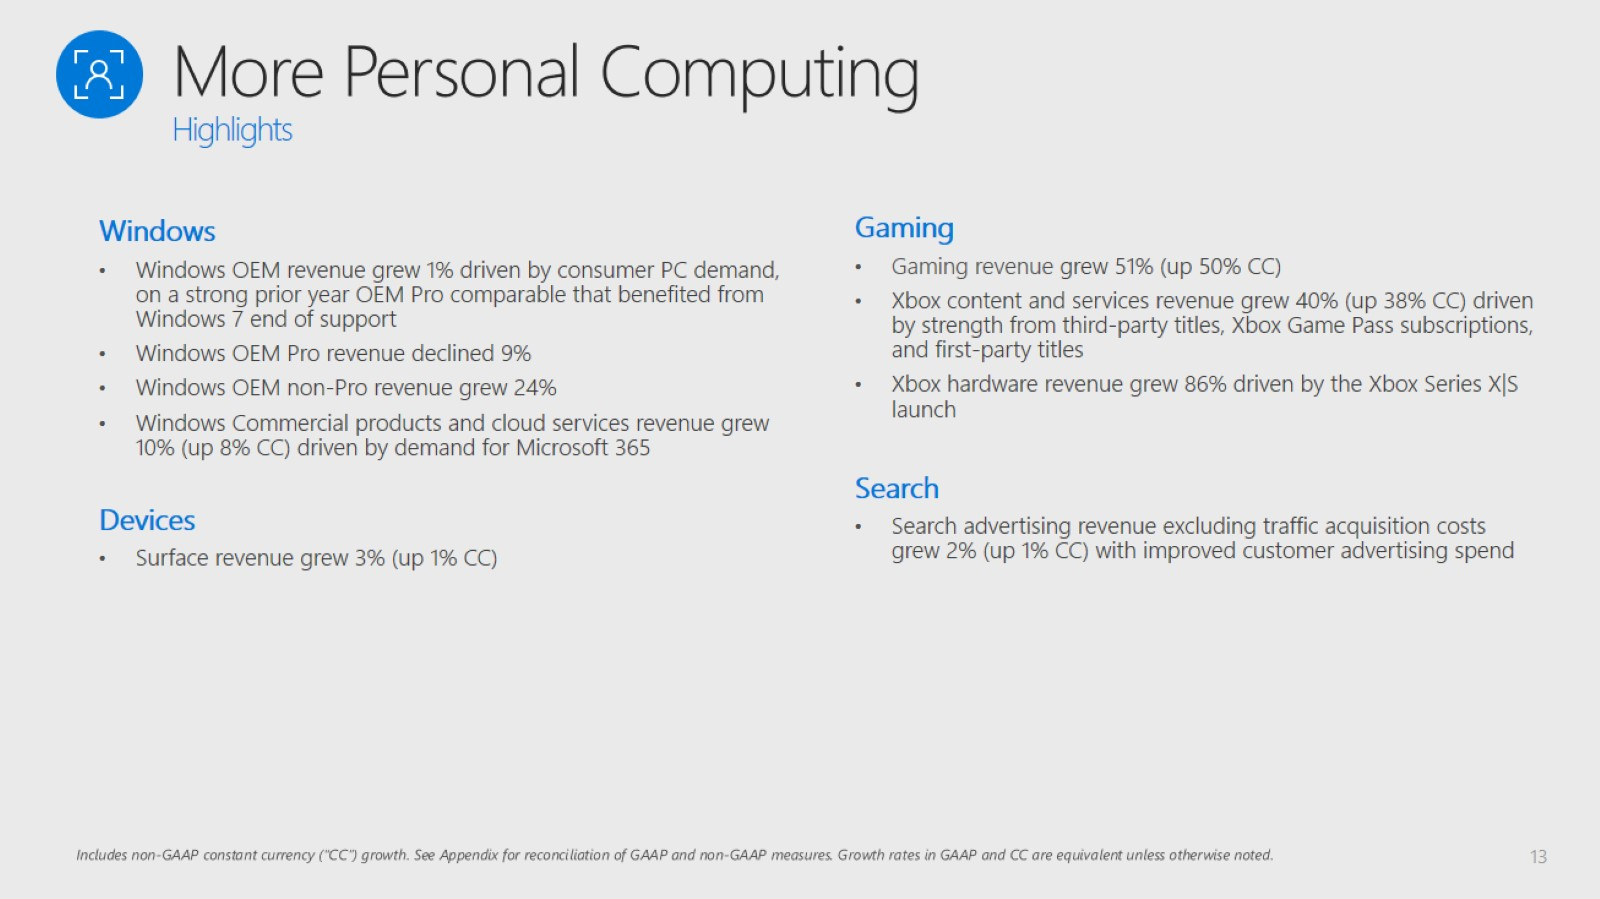 More Personal Computing
Highlights
Windows
• Windows OEM revenue grew 1% driven by consumer PC demand,
on a strong prior year OEM Pro comparable that benefited from
Windows 7 end of support
• Windows OEM Pro revenue declined 9%
• Windows OEM non-Pro revenue grew 24%
• Windows Commercial products and cloud services revenue grew
10% (up 8% CC) driven by demand for Microsoft 365
Devices
• Surface revenue grew 3% (up 1% CC)
Gaming
• Gaming revenue grew 51% (up 50% CC)
• Xbox content and services revenue grew 40% (up 38% CC) driven
by strength from third-party titles, Xbox Game Pass subscriptions,
and first-party titles
• Xbox hardware revenue grew 86% driven by the Xbox Series X|S
launch
Search
• Search advertising revenue excluding traffic acquisition costs
grew 2% (up 1% CC) with improved customer advertising spend
Includes non-GAAP constant currency ("CC") growth. See Appendix for reconciliation of GAAP and non-GAAP measures. Growth rates in GAAP and CC are equivalent unless otherwise noted.
13